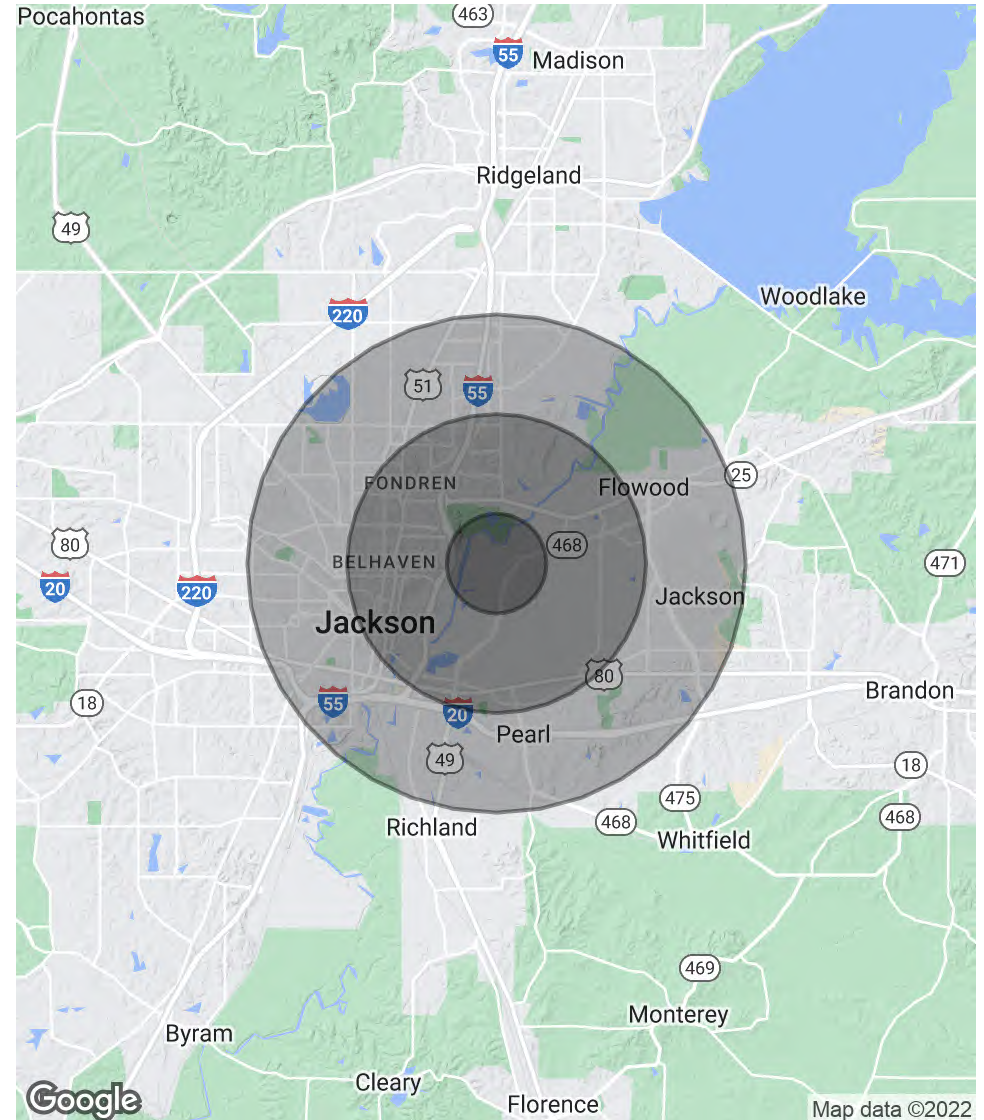 Pocahontas
463
55
Madison
Ridgeland
49
Woodlake
220
51
55
25
FONDREN
Flowood
80
468
BELHAVEN
471
20
220
Jackson
Jackson
80
Brandon
18
55
20
Pearl
49
18
475
468
468
Richland
Whitfield
469
Monterey
Byram
Cleary
Florence
Google
Map data ©2022